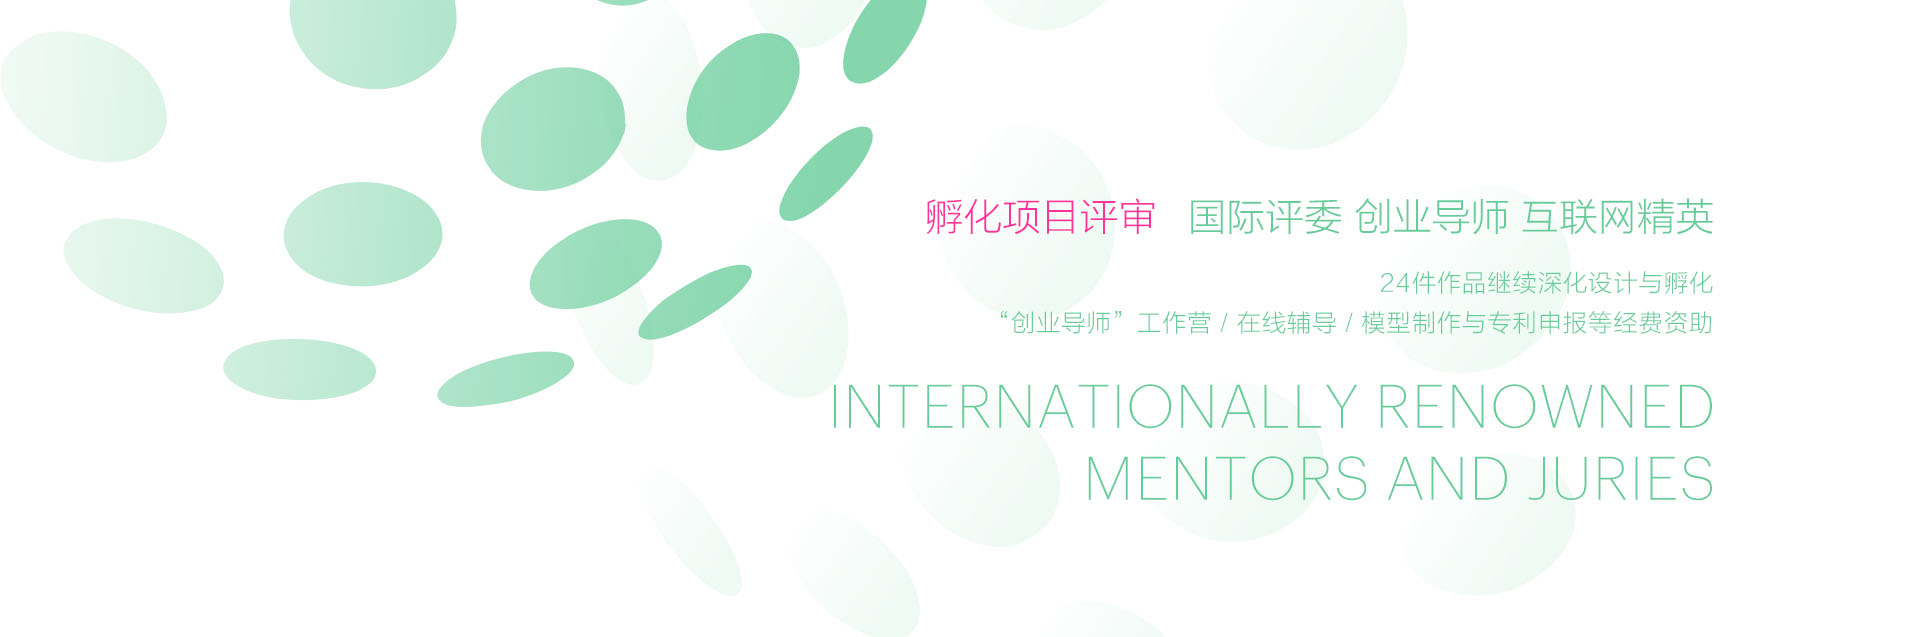 孵化项目评审 国际评委 创业导师 互联网精英
24件作品继续深化设计与孵化
“创业导师”工作营 / 在线辅导 / 模型制作与专利申报等经费资助
INTERNATIONALLY RENOWNED
MENTORS AND JURIES